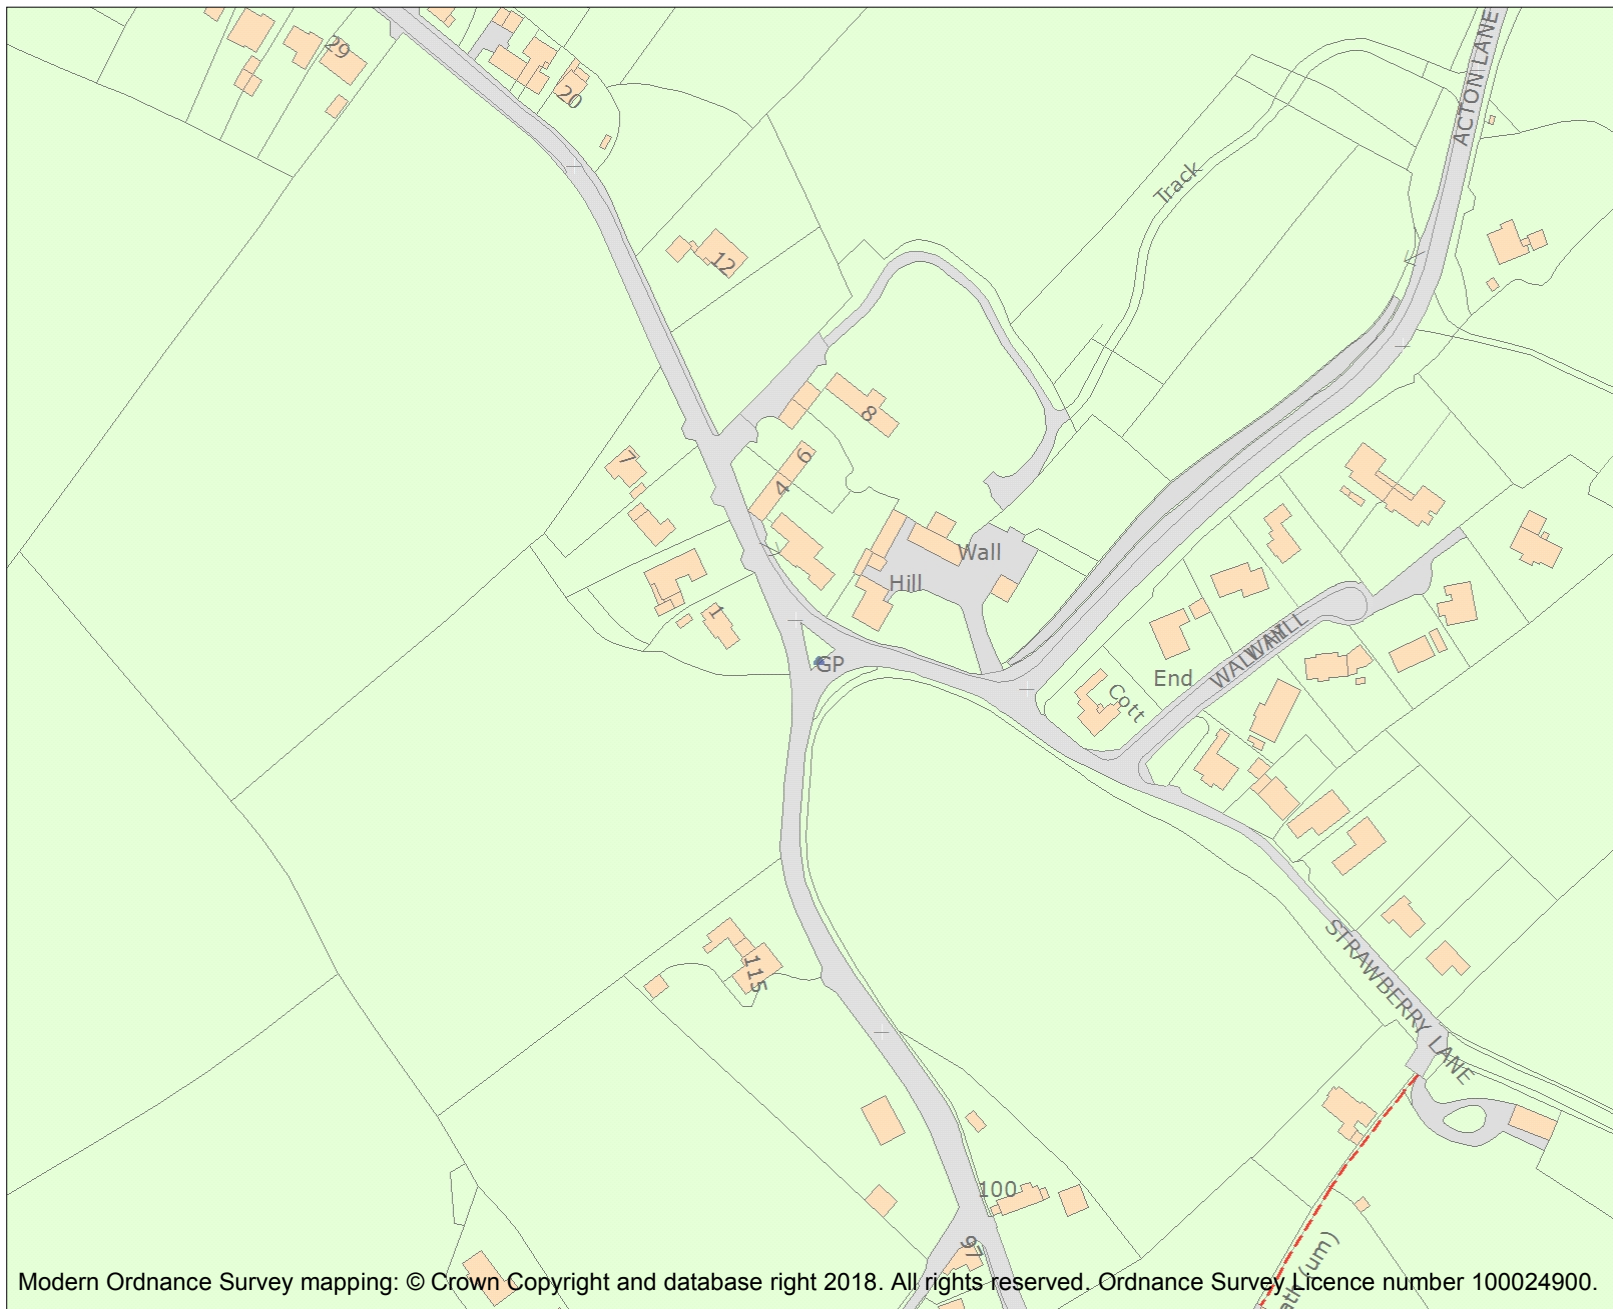 29
20
ACTON LANE
Track
12
8
6
4
7
Wall
Hill
1
GP
WALL HILL
End
Cott
115
STRAWBERRY LANE
100
97
Modern Ordnance Survey mapping: © Crown Copyright and database right 2018. All rights reserved. Ordnance Survey Licence number 100024900.